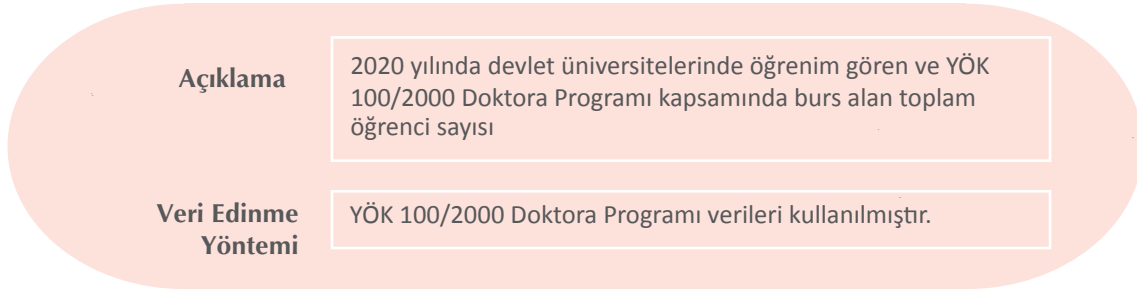 Açıklama
2020 yılında devlet üniversitelerinde öğrenim gören ve YÖK
100/2000 Doktora Programı kapsamında burs alan toplam
öğrenci sayısı
Veri Edinme
Yöntemi
YÖK 100/2000 Doktora Programı verileri kullanılmıştır.